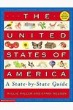 THE
UNITED
STATES OF
AMERICA
A State-by-State Guide